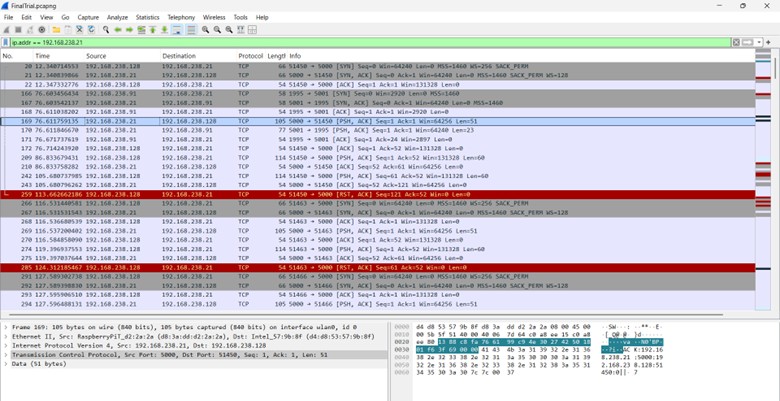 FinalTrial.pcapng
File Edit View Go Capture Analyze Statistics Telephony Wireless Tools Help
ip.addr == 192.168.238.21
No. Time Source Destination Protocol Length Info
20 12.340714553 192.168.238.128 192.168.238.21 TCP 66 51450 → 5000 [SYN] Seq=0 Win=64240 Len=0 MSS=1460 WS=256 SACK_PERM
21 12.340839866 192.168.238.21 192.168.238.128 TCP 66 5000 → 51450 [SYN, ACK] Seq=0 Ack=1 Win=64240 Len=0 MSS=1460 SACK_PERM WS=128
22 12.347332776 192.168.238.128 192.168.238.21 TCP 54 51450 → 5000 [ACK] Seq=1 Ack=1 Win=131328 Len=0
166 76.603456434 192.168.238.91 192.168.238.21 TCP 58 1995 → 5001 [SYN] Seq=0 Win=2920 Len=0 MSS=1460
167 76.603542137 192.168.238.21 192.168.238.91 TCP 58 5001 → 1995 [SYN, ACK] Seq=0 Ack=1 Win=64240 Len=0 MSS=1460
168 76.611038202 192.168.238.91 192.168.238.21 TCP 54 1995 → 5001 [ACK] Seq=1 Ack=1 Win=2920 Len=0
169 76.611759135 192.168.238.21 192.168.238.128 TCP 105 5000 → 51450 [PSH, ACK] Seq=1 Ack=1 Win=64256 Len=51
170 76.611846670 192.168.238.21 192.168.238.91 TCP 77 5001 → 1995 [PSH, ACK] Seq=1 Ack=1 Win=64240 Len=23
171 76.671737619 192.168.238.91 192.168.238.21 TCP 54 1995 → 5001 [ACK] Seq=1 Ack=24 Win=2897 Len=0
172 76.714243920 192.168.238.128 192.168.238.21 TCP 54 51450 → 5000 [ACK] Seq=1 Ack=52 Win=131328 Len=0
209 86.833679431 192.168.238.128 192.168.238.21 TCP 114 51450 → 5000 [PSH, ACK] Seq=1 Ack=52 Win=131328 Len=60
210 86.833758282 192.168.238.21 192.168.238.128 TCP 54 5000 → 51450 [ACK] Seq=52 Ack=61 Win=64256 Len=0
242 105.680737985 192.168.238.128 192.168.238.21 TCP 114 51450 → 5000 [PSH, ACK] Seq=61 Ack=52 Win=131328 Len=60
243 105.680796262 192.168.238.21 192.168.238.128 TCP 54 5000 → 51450 [ACK] Seq=52 Ack=121 Win=64256 Len=0
259 113.662662186 192.168.238.128 192.168.238.21 TCP 54 51450 → 5000 [RST, ACK] Seq=121 Ack=52 Win=0 Len=0
266 116.531440581 192.168.238.128 192.168.238.21 TCP 66 51463 → 5000 [SYN] Seq=0 Win=64240 Len=0 MSS=1460 WS=256 SACK_PERM
267 116.531531543 192.168.238.21 192.168.238.128 TCP 66 5000 → 51463 [SYN, ACK] Seq=0 Ack=1 Win=64240 Len=0 MSS=1460 SACK_PERM WS=128
268 116.536688539 192.168.238.128 192.168.238.21 TCP 54 51463 → 5000 [ACK] Seq=1 Ack=1 Win=131328 Len=0
269 116.537200402 192.168.238.21 192.168.238.128 TCP 105 5000 → 51463 [PSH, ACK] Seq=1 Ack=1 Win=64256 Len=51
270 116.584858090 192.168.238.128 192.168.238.21 TCP 54 51463 → 5000 [ACK] Seq=1 Ack=52 Win=131328 Len=0
274 119.396937553 192.168.238.128 192.168.238.21 TCP 114 51463 → 5000 [PSH, ACK] Seq=1 Ack=52 Win=131328 Len=60
275 119.397037644 192.168.238.21 192.168.238.128 TCP 54 5000 → 51463 [ACK] Seq=52 Ack=61 Win=64256 Len=0
285 124.312185467 192.168.238.128 192.168.238.21 TCP 54 51463 → 5000 [RST, ACK] Seq=61 Ack=52 Win=0 Len=0
291 127.589302738 192.168.238.128 192.168.238.21 TCP 66 51466 → 5000 [SYN] Seq=0 Win=64240 Len=0 MSS=1460 WS=256 SACK_PERM
292 127.589398830 192.168.238.21 192.168.238.128 TCP 66 5000 → 51466 [SYN, ACK] Seq=0 Ack=1 Win=64240 Len=0 MSS=1460 SACK_PERM WS=128
293 127.595906510 192.168.238.128 192.168.238.21 TCP 54 51466 → 5000 [ACK] Seq=1 Ack=1 Win=131328 Len=0
294 127.596488131 192.168.238.21 192.168.238.128 TCP 105 5000 → 51466 [PSH, ACK] Seq=1 Ack=1 Win=64256 Len=51
Frame 169: 105 bytes on wire (840 bits), 105 bytes captured (840 bits) on interface wlan0, id 0
Ethernet II, Src: RaspberryPiT_d2:2a:2a (d8:3a:dd:d2:2a:2a), Dst: Intel_57:9b:8f (d4:d8:53:57:9b:8f)
Internet Protocol Version 4, Src: 192.168.238.21, Dst: 192.168.238.128
Transmission Control Protocol, Src Port: 5000, Dst Port: 51450, Seq: 1, Ack: 1, Len: 51
Data (51 bytes)
0000 d4 d8 53 57 9b 8f d8 3a dd d2 2a 2a 08 00 45 00
0010 00 5b 5f 51 40 00 40 06 7d 64 c0 a8 ee 15 c0 a8
0020 ee 80 13 88 c8 fa 76 61 99 c9 4e 30 27 42 50 18
0030 01 f6 3f 69 00 00 41 43 4b 3a 31 39 32 2e 31 36
0040 38 2e 32 33 38 2e 32 31 3a 35 30 30 30 3a 31 39
0050 32 2e 31 36 38 2e 32 33 38 2e 31 32 38 3a 35 31
0060 34 35 30 3a 30 7c 7c 00 37